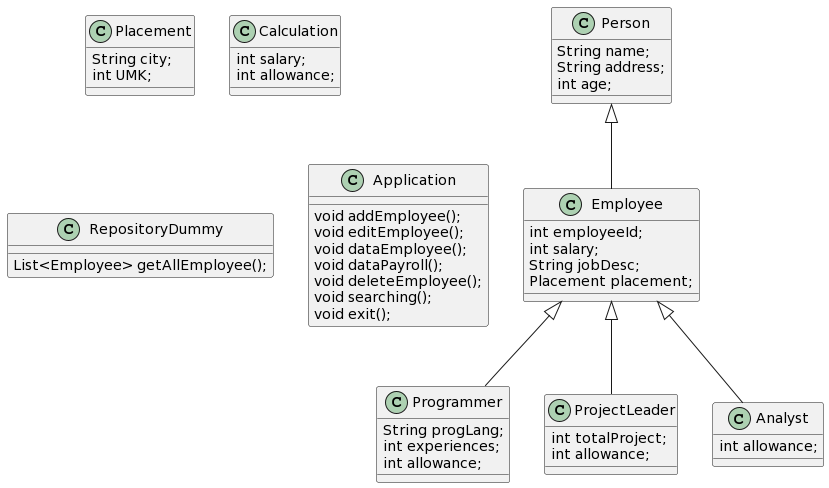 C Placement
String city;
int UMK;
C Calculation
int salary;
int allowance;
C Person
String name;
String address;
int age;
C RepositoryDummy
List<Employee> getAllEmployee();
C Application
void addEmployee();
void editEmployee();
void dataEmployee();
void dataPayroll();
void deleteEmployee();
void searching();
void exit();
C Employee
int employeeId;
int salary;
String jobDesc;
Placement placement;
C Programmer
String progLang;
int experiences;
int allowance;
C ProjectLeader
int totalProject;
int allowance;
C Analyst
int allowance;